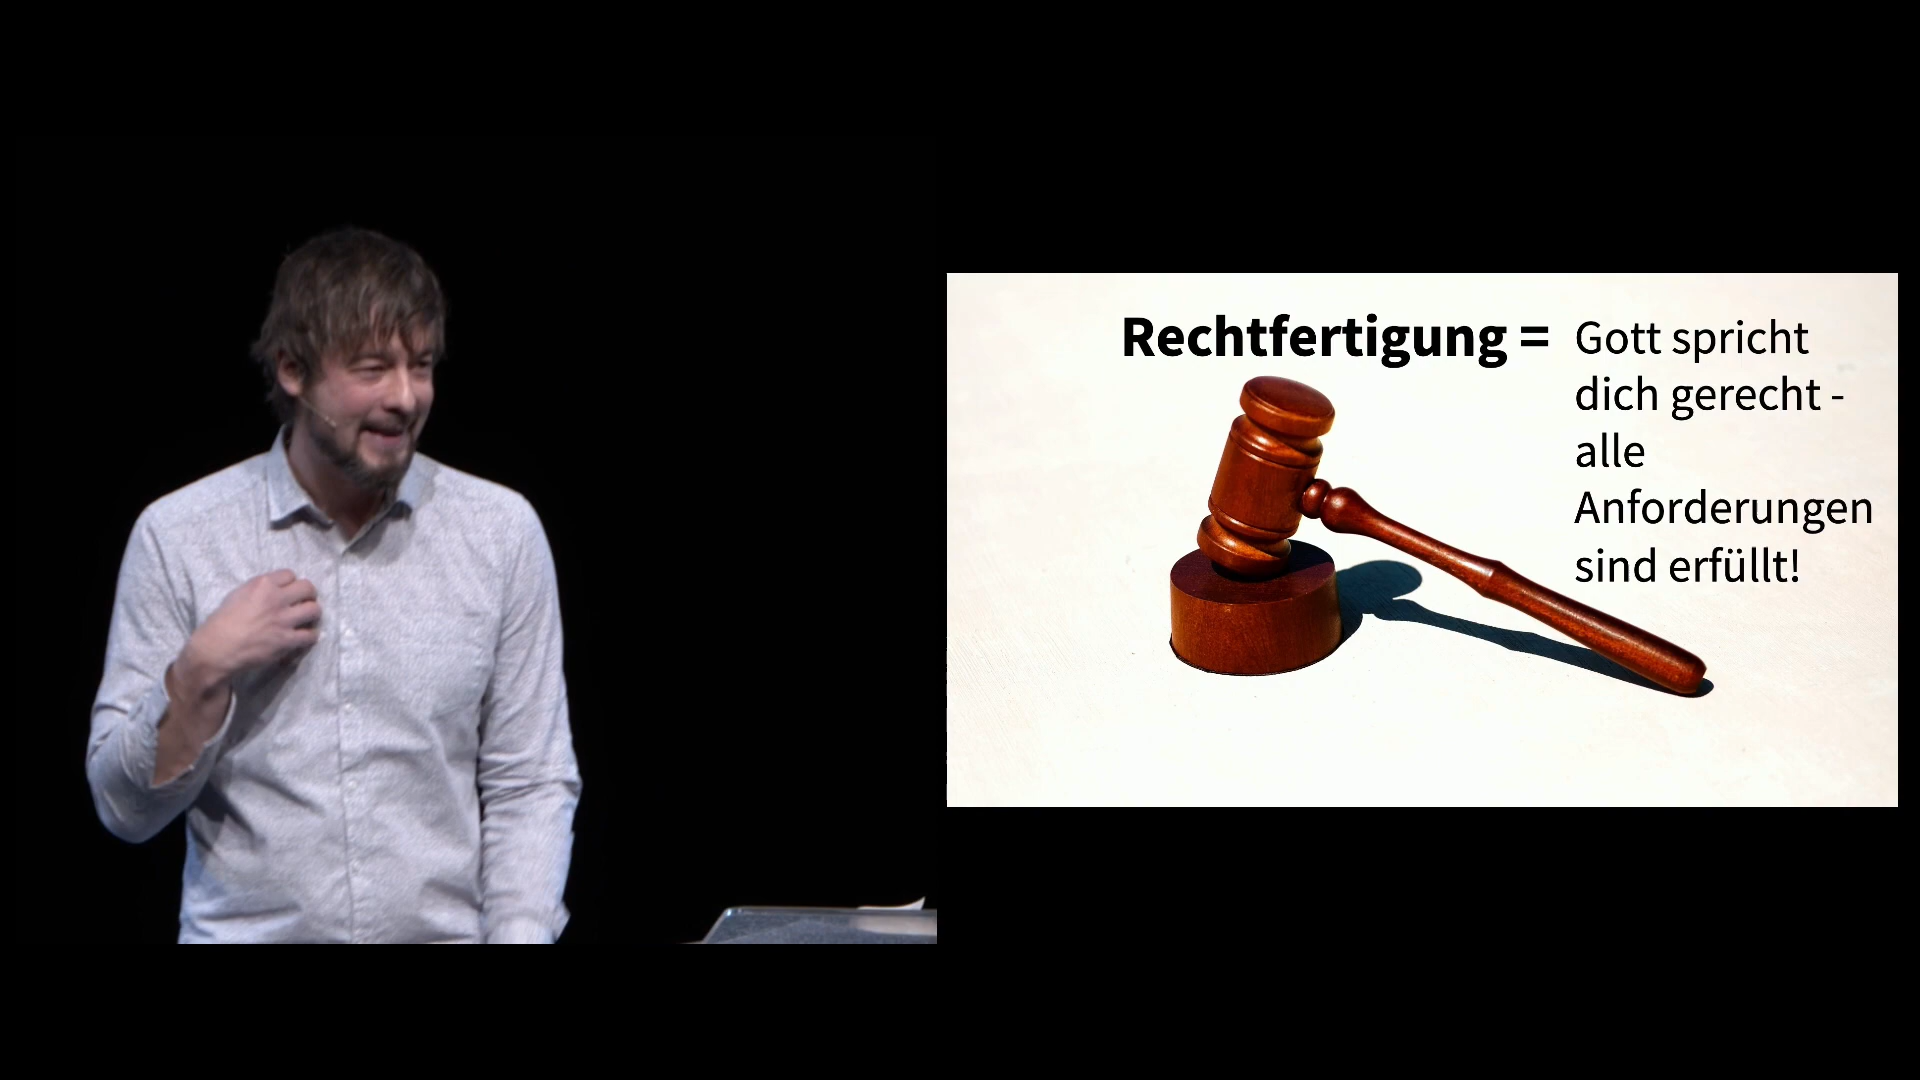 Rechtfertigung = Gott spricht
dich gerecht -
alle
Anforderungen
sind erfüllt!